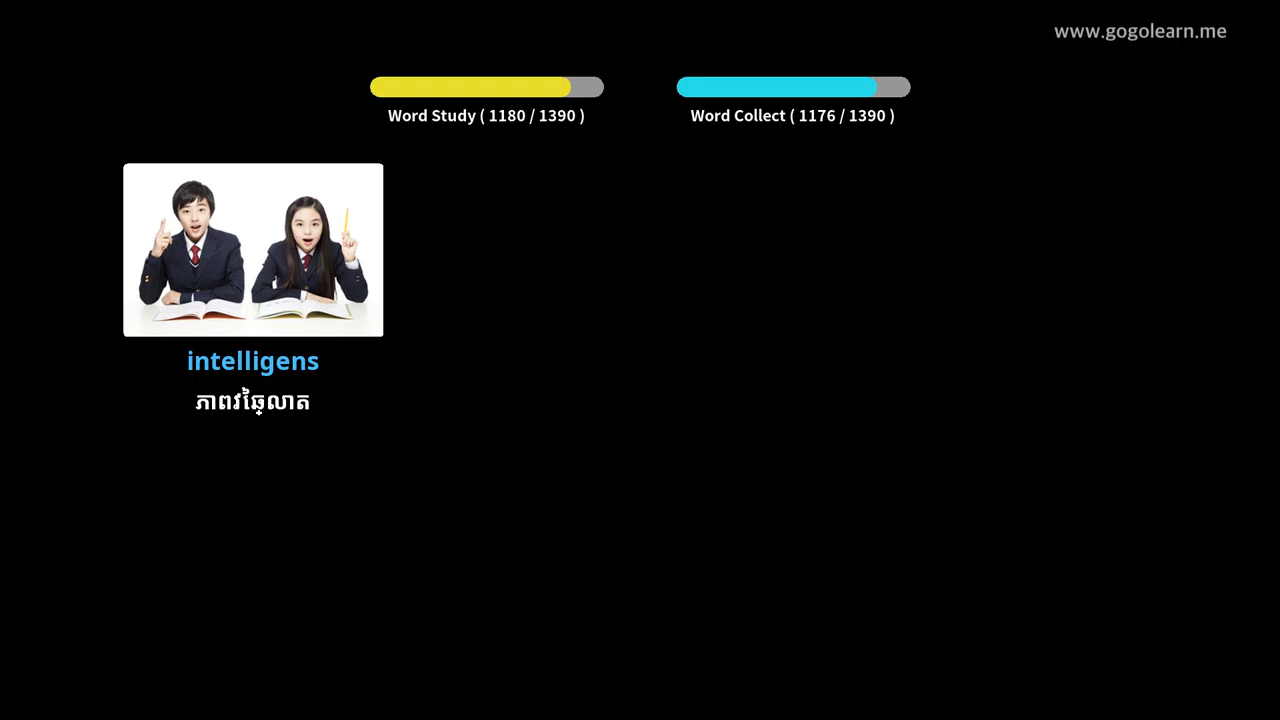 www.gogolearn.me
Word Study ( 1180 / 1390 )
Word Collect ( 1176 / 1390 )
intelligens
ភាពវៃឆ្លាត